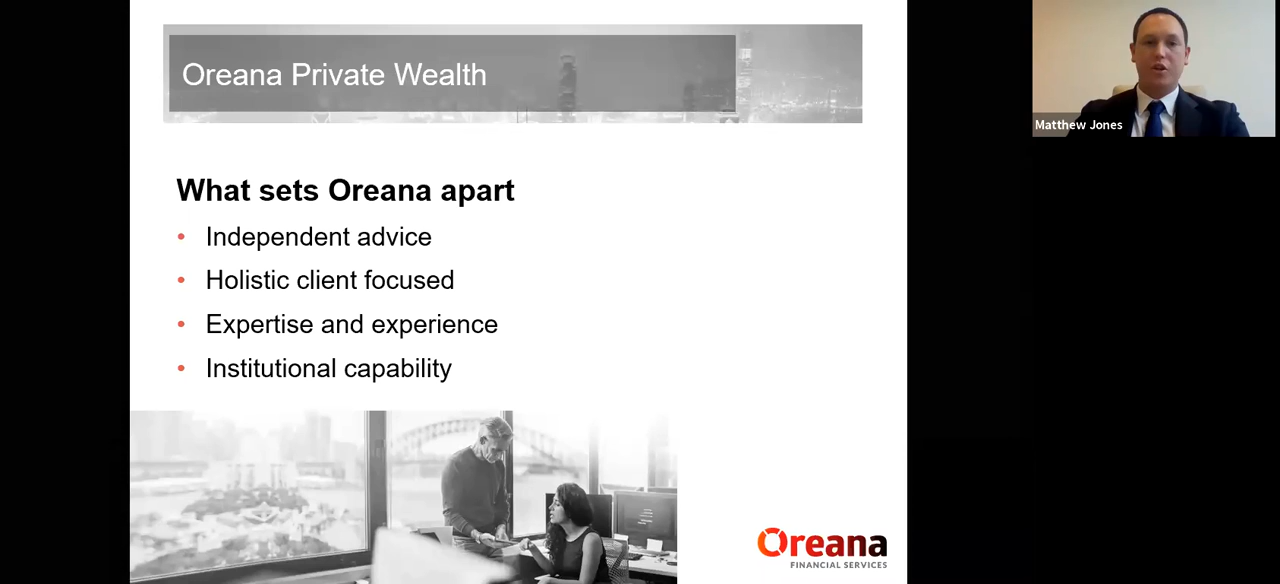 Oreana Private Wealth
Matthew Jones
What sets Oreana apart
• Independent advice
• Holistic client focused
• Expertise and experience
• Institutional capability
Oreana
FINANCIAL SERVICES